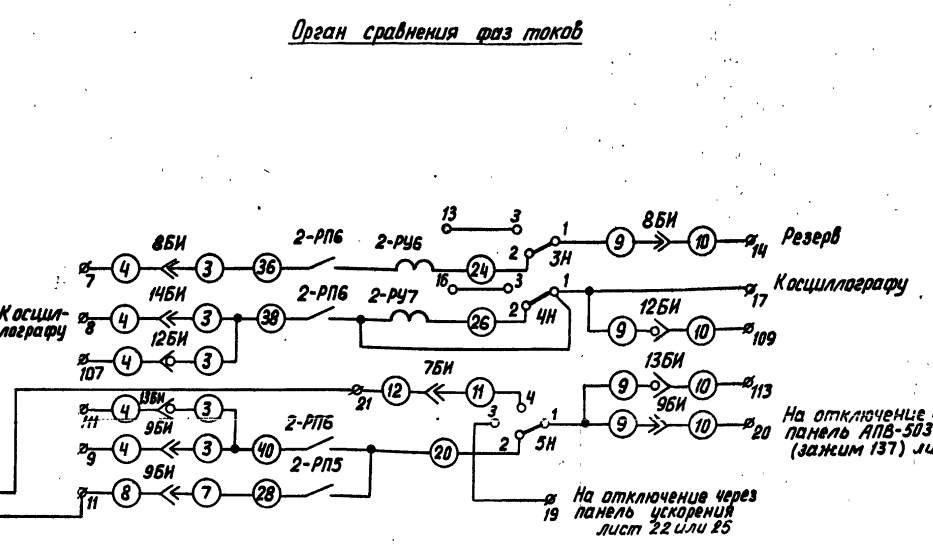 Орган сравнения фаз токов
13 3
8БИ 2-РП6 2-РУ6 2 1 3Н 8БИ
7 4 3 36 24 9 10 14 Резерв
14БИ 2-РП6 2-РУ7 16 3 1 Косциллографу
Косцил-
лографу
8 4 3 38 26 2 4Н 17
12БИ 12БИ
107 4 3 9 10 109
7БИ 13БИ
21 12 11 4 9 10 113
13БИ 9БИ
111 4 3 2-РП6 3 1 9 10 20 На отключение
панель АПВ-503
(зажим 137)
9БИ
9 4 3 40 2-РП5 20 2 5Н
9БИ
11 8 7 28
19 На отключение через
панель ускорения
лист 22 или 25